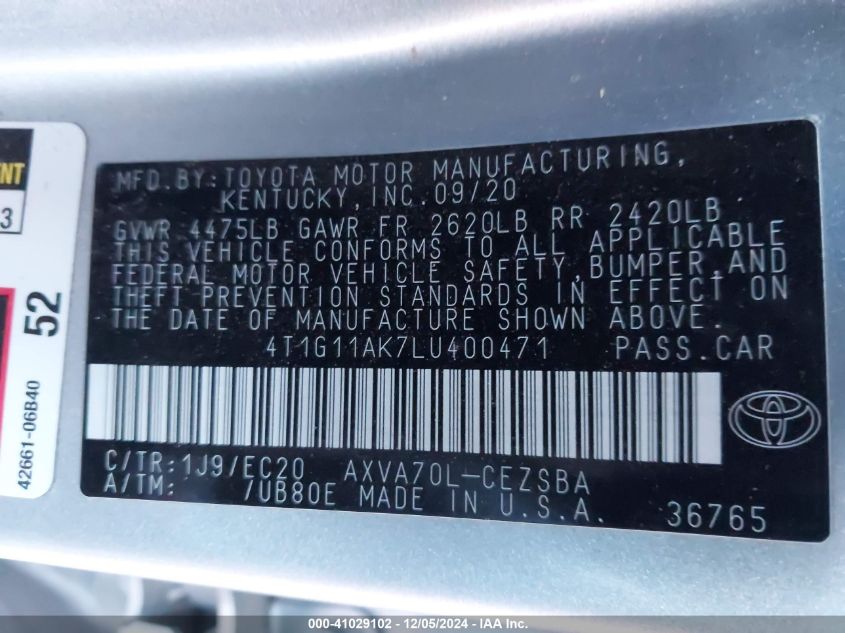 NT
3
52
42661-06B40
MFD.BY:TOYOTA MOTOR MANUFACTURING,
KENTUCKY,INC.09/20
GVWR 4475LB GAWR FR 2620LB RR 2420LB
THIS VEHICLE CONFORMS TO ALL APPLICABLE
FEDERAL MOTOR VEHICLE SAFETY,BUMPER,AND
THEFT PREVENTION STANDARDS IN EFFECT ON
THE DATE OF MANUFACTURE SHOWN ABOVE.
4T1G11AK7LU400471 PASS.CAR
C/TR:1J9/EC20 AXVA70L-CEZSBA
A/TM: /UB80E MADE IN U.S.A. 36765
000-41029102 - 12/05/2024 - IAA, Inc.